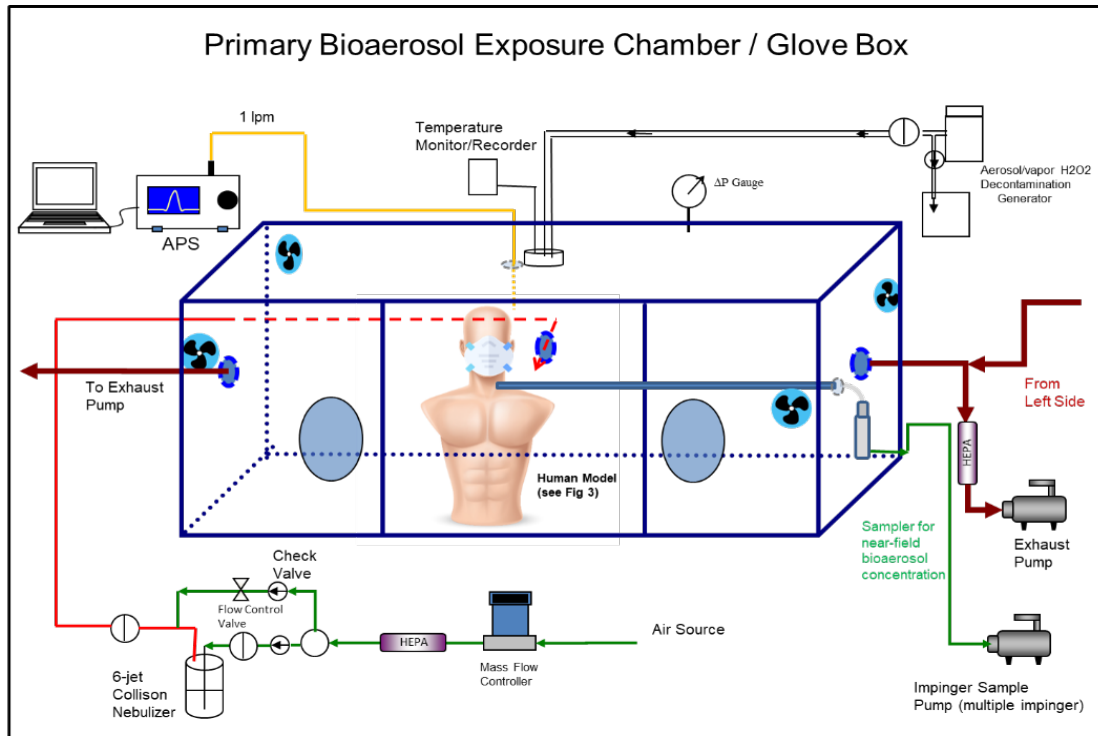 Primary Bioaerosol Exposure Chamber / Glove Box
1 lpm
Temperature
Monitor/Recorder
ΔP Gauge
Aerosol/vapor H2O2
Decontamination
Generator
APS
To Exhaust
Pump
From
Left Side
HEPA
Human Model
(see Fig 3)
Sampler for
near-field
bioaerosol
concentration
Exhaust
Pump
Check
Valve
Flow Control
Valve
HEPA
Air Source
Mass Flow
Controller
6-jet
Collison
Nebulizer
Impinger Sample
Pump (multiple impinger)